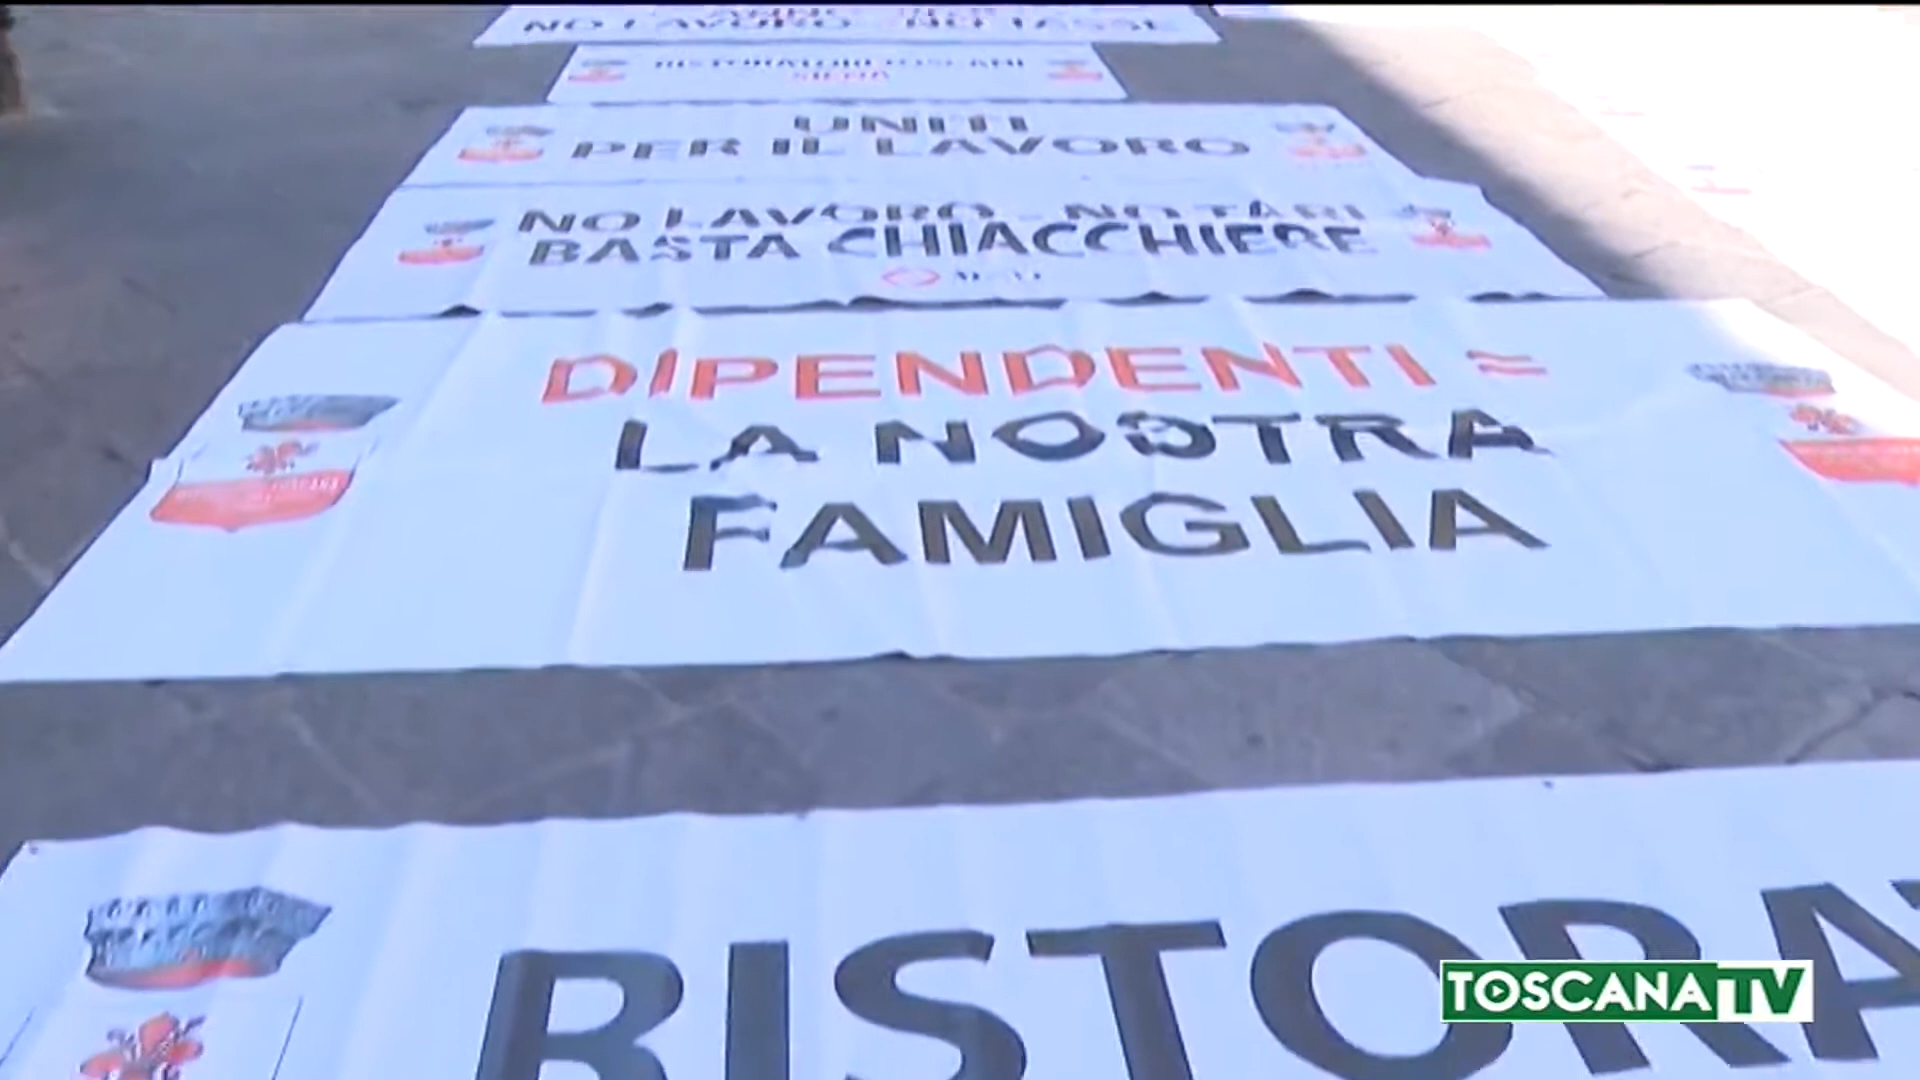 NO LAVORO NO TASSE
RISTORATORI TOSCANI
SIENA
UNITI
PER IL LAVORO
NO LAVORO - NO TARI
BASTA CHIACCHIERE
DIPENDENTI =
LA NOSTRA
FAMIGLIA
RISTORA
TOSCANA TV